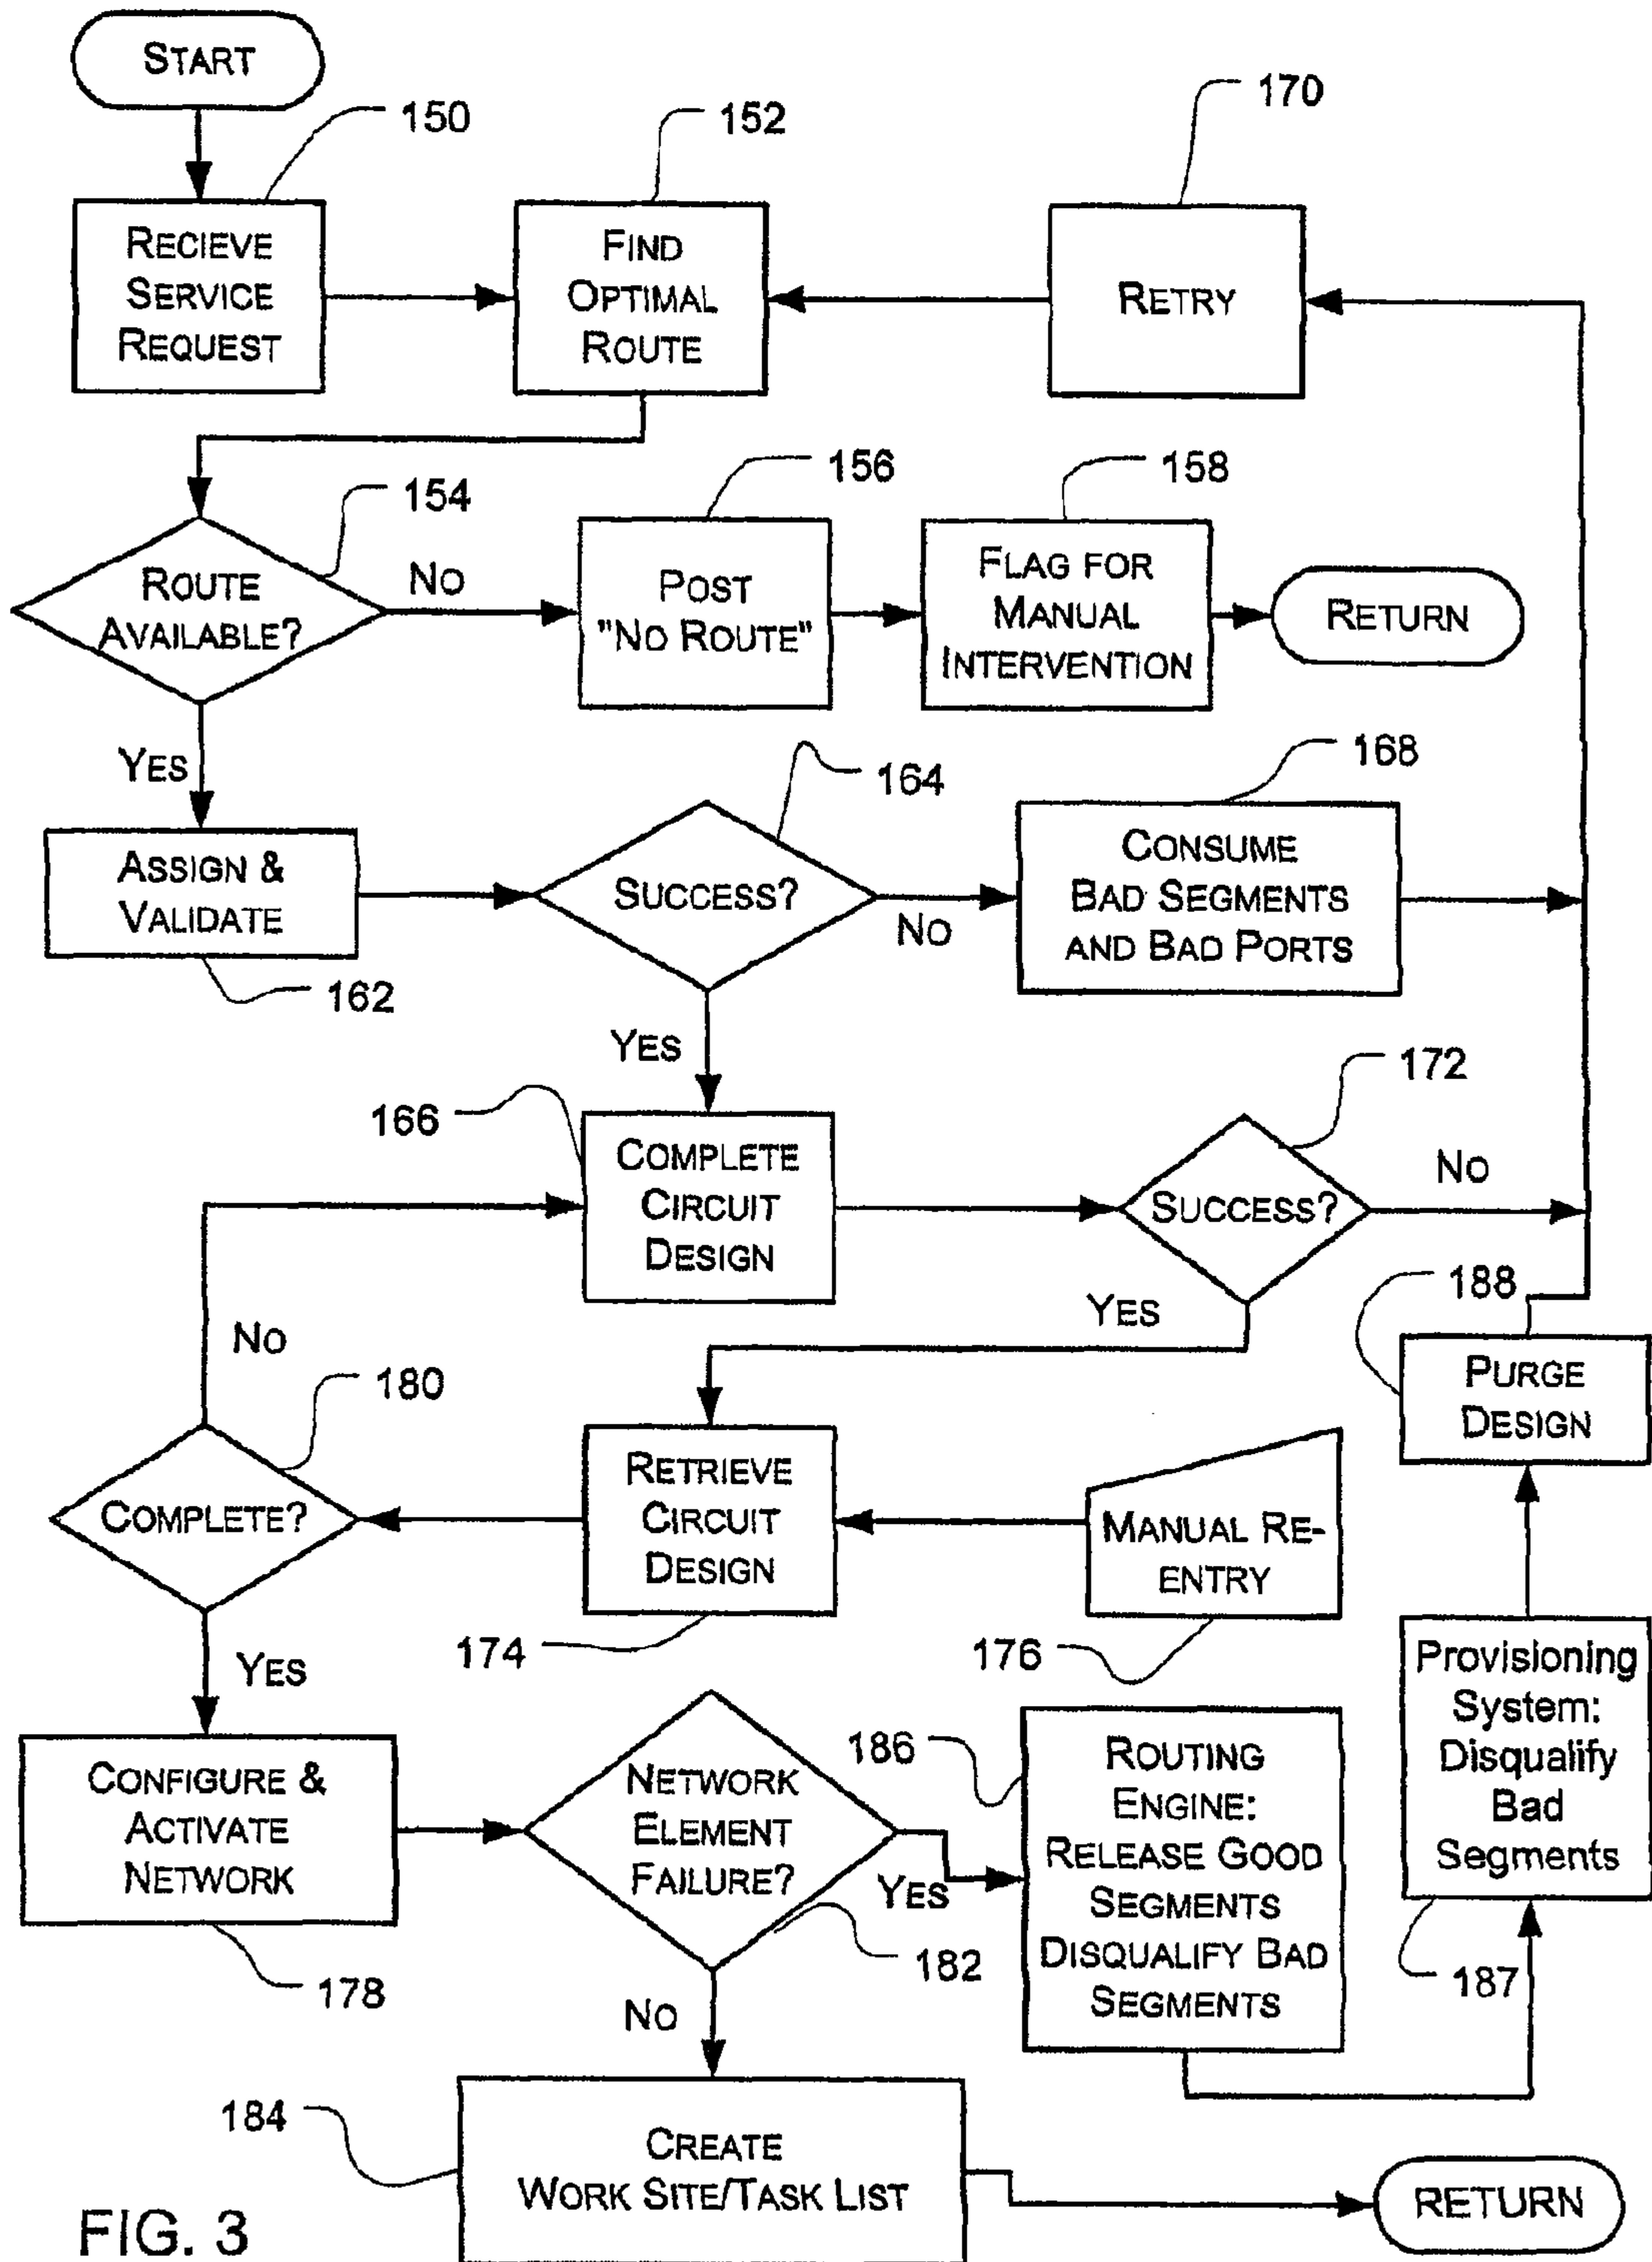 START
150
152
170
RECIEVE
SERVICE
REQUEST
FIND
OPTIMAL
ROUTE
RETRY
154
156
158
ROUTE
AVAILABLE?
NO
POST
"NO ROUTE"
FLAG FOR
MANUAL
INTERVENTION
RETURN
YES
164
168
ASSIGN &
VALIDATE
162
SUCCESS?
NO
CONSUME
BAD SEGMENTS
AND BAD PORTS
YES
166
172
COMPLETE
CIRCUIT
DESIGN
SUCCESS?
NO
YES
188
PURGE
DESIGN
NO
180
COMPLETE?
RETRIEVE
CIRCUIT
DESIGN
MANUAL RE-
ENTRY
174
176
YES
Provisioning
System:
Disqualify
Bad
Segments
187
CONFIGURE &
ACTIVATE
NETWORK
178
NETWORK
ELEMENT
FAILURE?
YES
182
186
ROUTING
ENGINE:
RELEASE GOOD
SEGMENTS
DISQUALIFY BAD
SEGMENTS
NO
184
CREATE
WORK SITE/TASK LIST
RETURN
FIG. 3